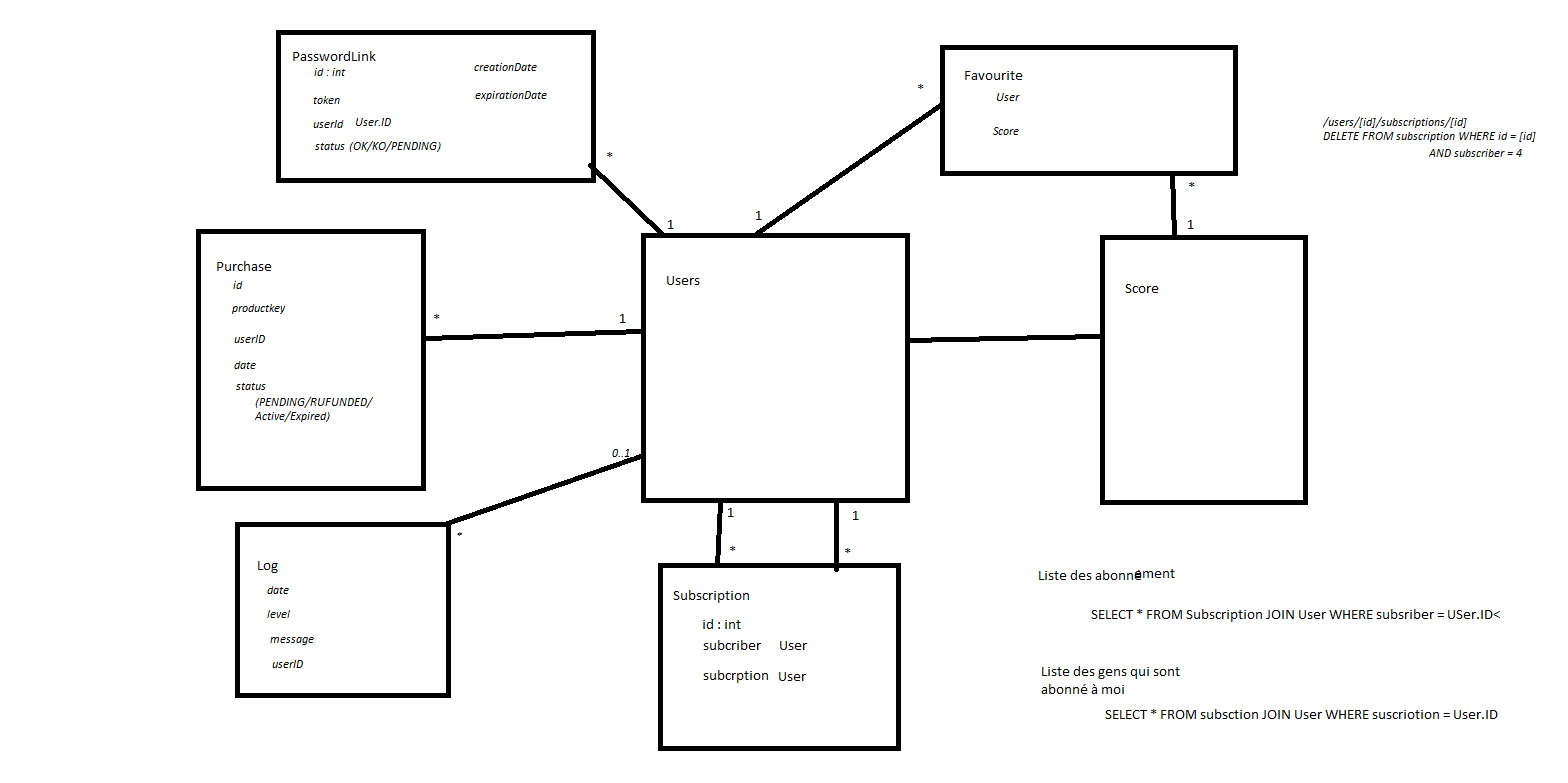 PasswordLink
id : int
creationDate
token
expirationDate
userId User.ID
status (OK/KO/PENDING)
*
1
Favourite
User
Score
*
1
*
1
/users/[id]/subscriptions/[id]
DELETE FROM subscription WHERE id = [id]
AND subscriber = 4
Purchase
id
productkey
userID
date
status
(PENDING/RUFUNDED/
Active/Expired)
*
1
Users
Score
0..1
*
Log
date
level
message
userID
1
*
1
*
Subscription
id : int
subcriber User
subcrption User
Liste des abonnément
SELECT * FROM Subscription JOIN User WHERE subsriber = USer.ID<
Liste des gens qui sont
abonné à moi
SELECT * FROM subsction JOIN User WHERE suscriotion = User.ID